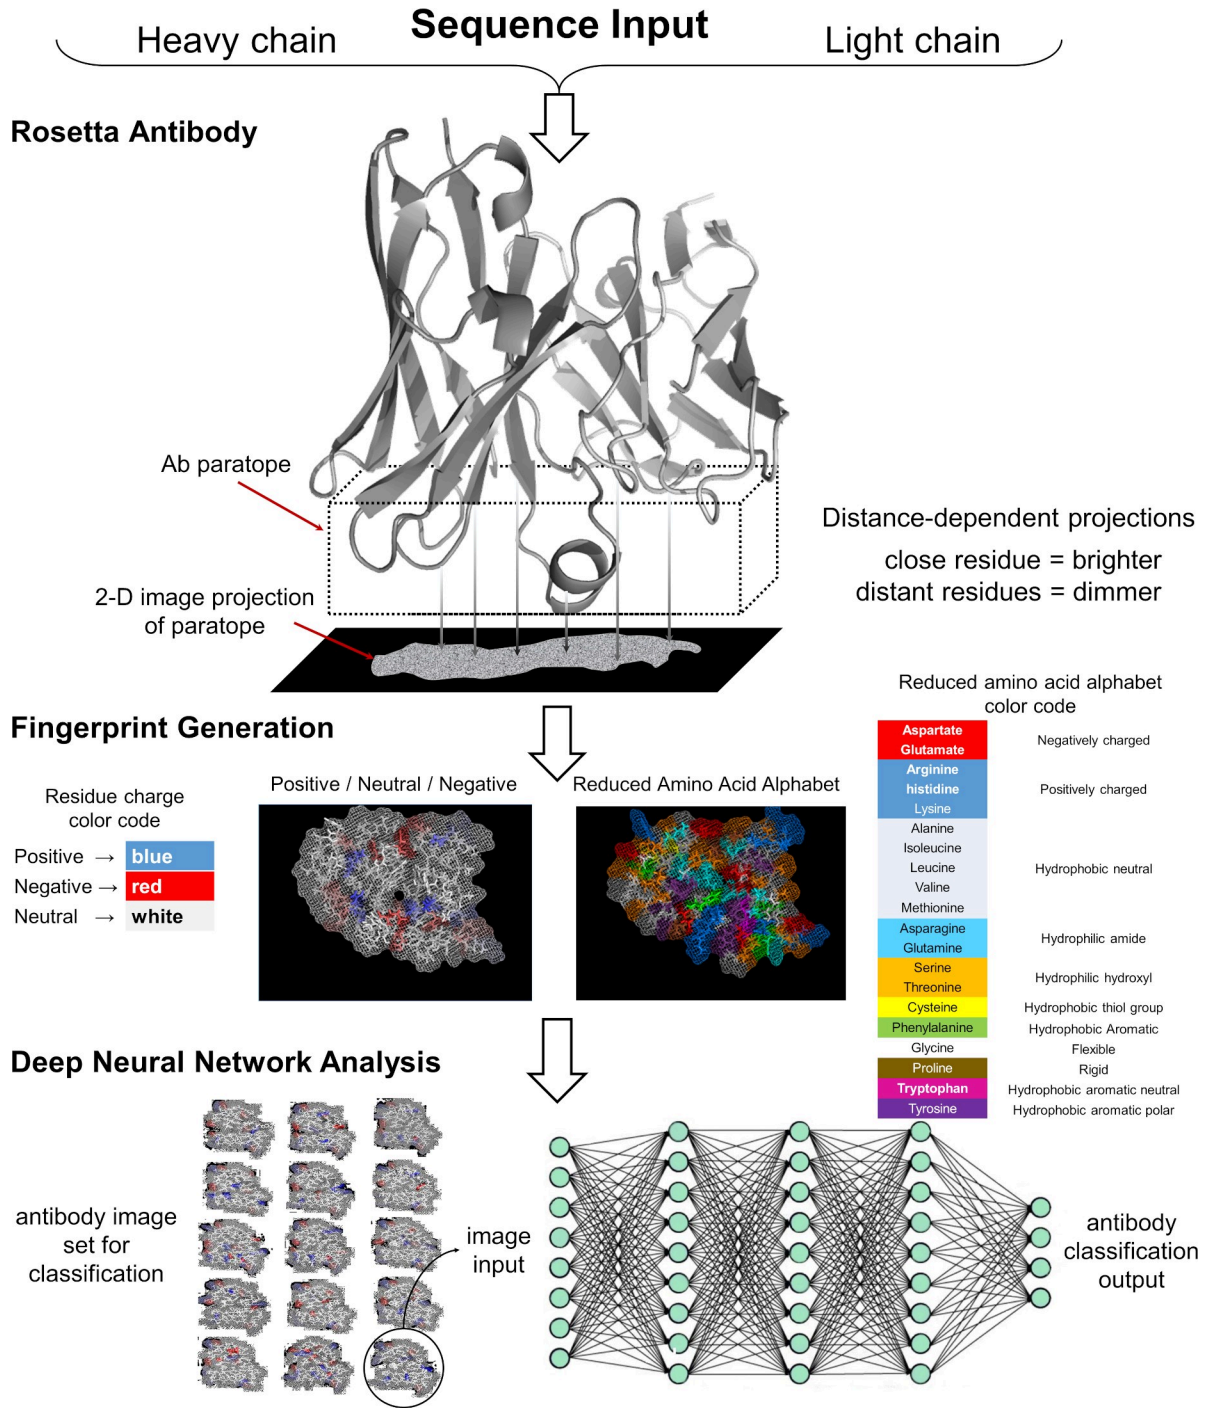 Sequence Input
Heavy chain
Light chain
Rosetta Antibody
Ab paratope
Distance-dependent projections
close residue = brighter
distant residues = dimmer
2-D image projection
of paratope
Fingerprint Generation
Reduced amino acid alphabet
color code
Aspartate
Glutamate
Negatively charged
Arginine
histidine
Lysine
Positively charged
Alanine
Isoleucine
Leucine
Valine
Methionine
Hydrophobic neutral
Asparagine
Glutamine
Hydrophilic amide
Serine
Threonine
Hydrophilic hydroxyl
Cysteine Hydrophobic thiol group
Phenylalanine Hydrophobic Aromatic
Glycine Flexible
Proline Rigid
Tryptophan Hydrophobic aromatic neutral
Tyrosine Hydrophobic aromatic polar
Residue charge
color code
Positive → blue
Negative → red
Neutral → white
Positive / Neutral / Negative
Reduced Amino Acid Alphabet
Deep Neural Network Analysis
antibody image
set for
classification
image
input
antibody
classification
output